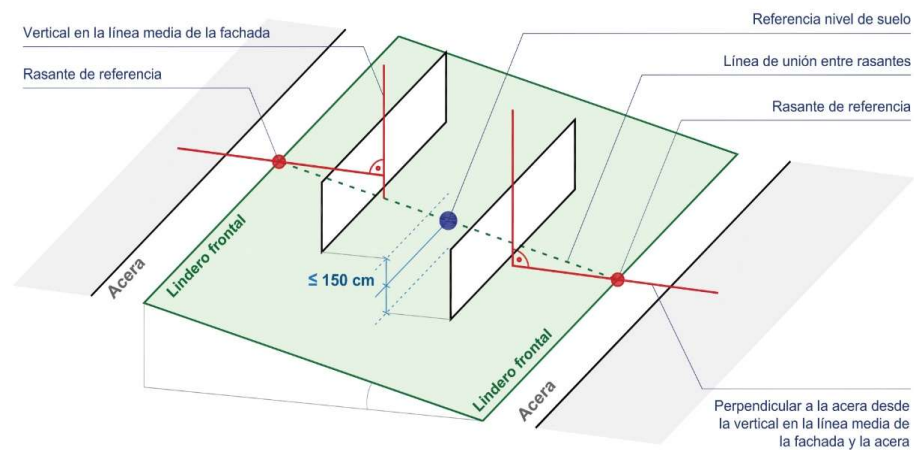 Vertical en la línea media de la fachada
Rasante de referencia
Referencia nivel de suelo
Línea de unión entre rasantes
Rasante de referencia
≤ 150 cm
Acera
Lindero frontal
Lindero frontal
Acera
Perpendicular a la acera desde
la vertical en la línea media de
la fachada y la acera